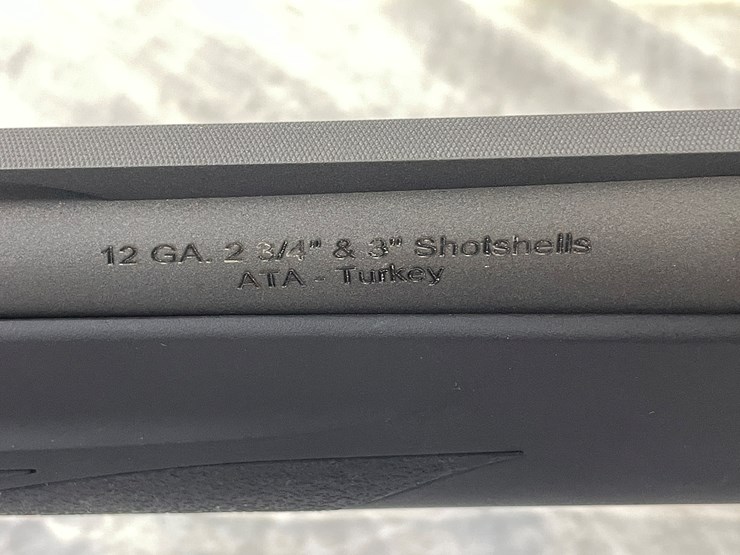 12 GA. 2 3/4" & 3" Shotshells
ATA - Turkey